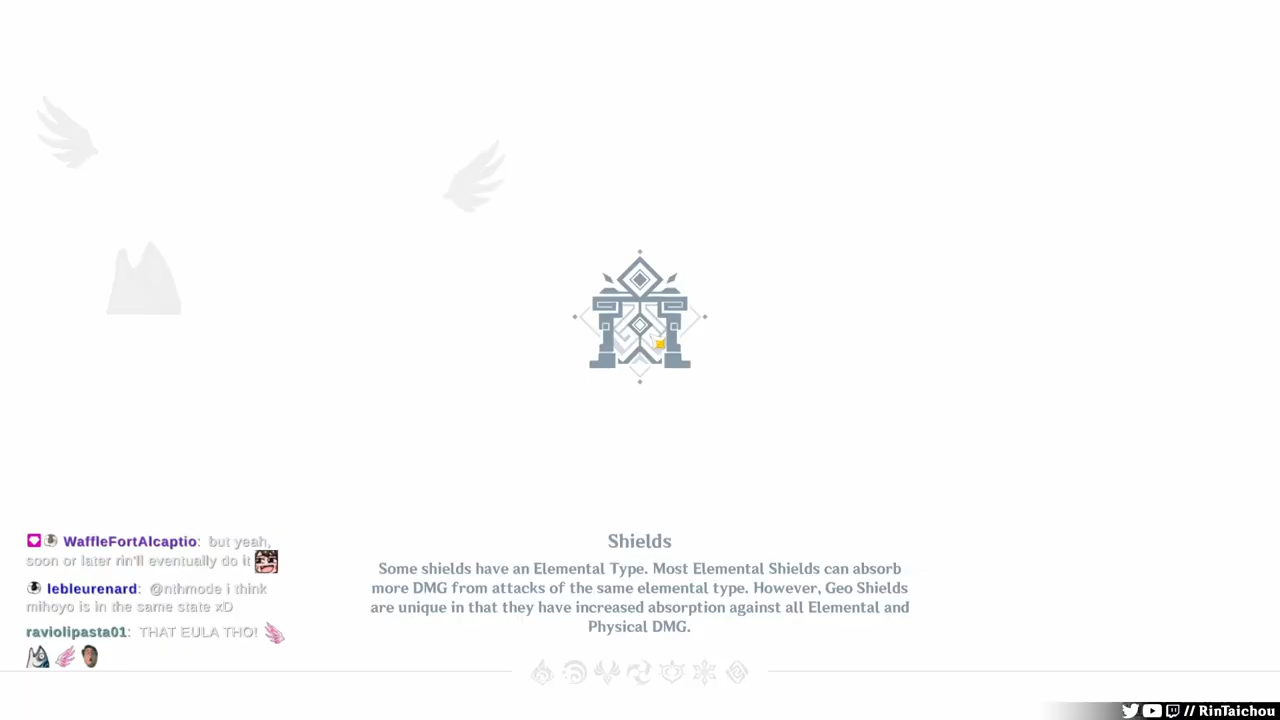 WaffleFortAlcaptio: but yeah,
soon or later rin'll eventually do it
lebleurenard: @nthmode i think
mihoyo is in the same state xD
raviolipasta01: THAT EULA THO!
Shields
Some shields have an Elemental Type. Most Elemental Shields can absorb
more DMG from attacks of the same elemental type. However, Geo Shields
are unique in that they have increased absorption against all Elemental and
Physical DMG.
// RinTaichou